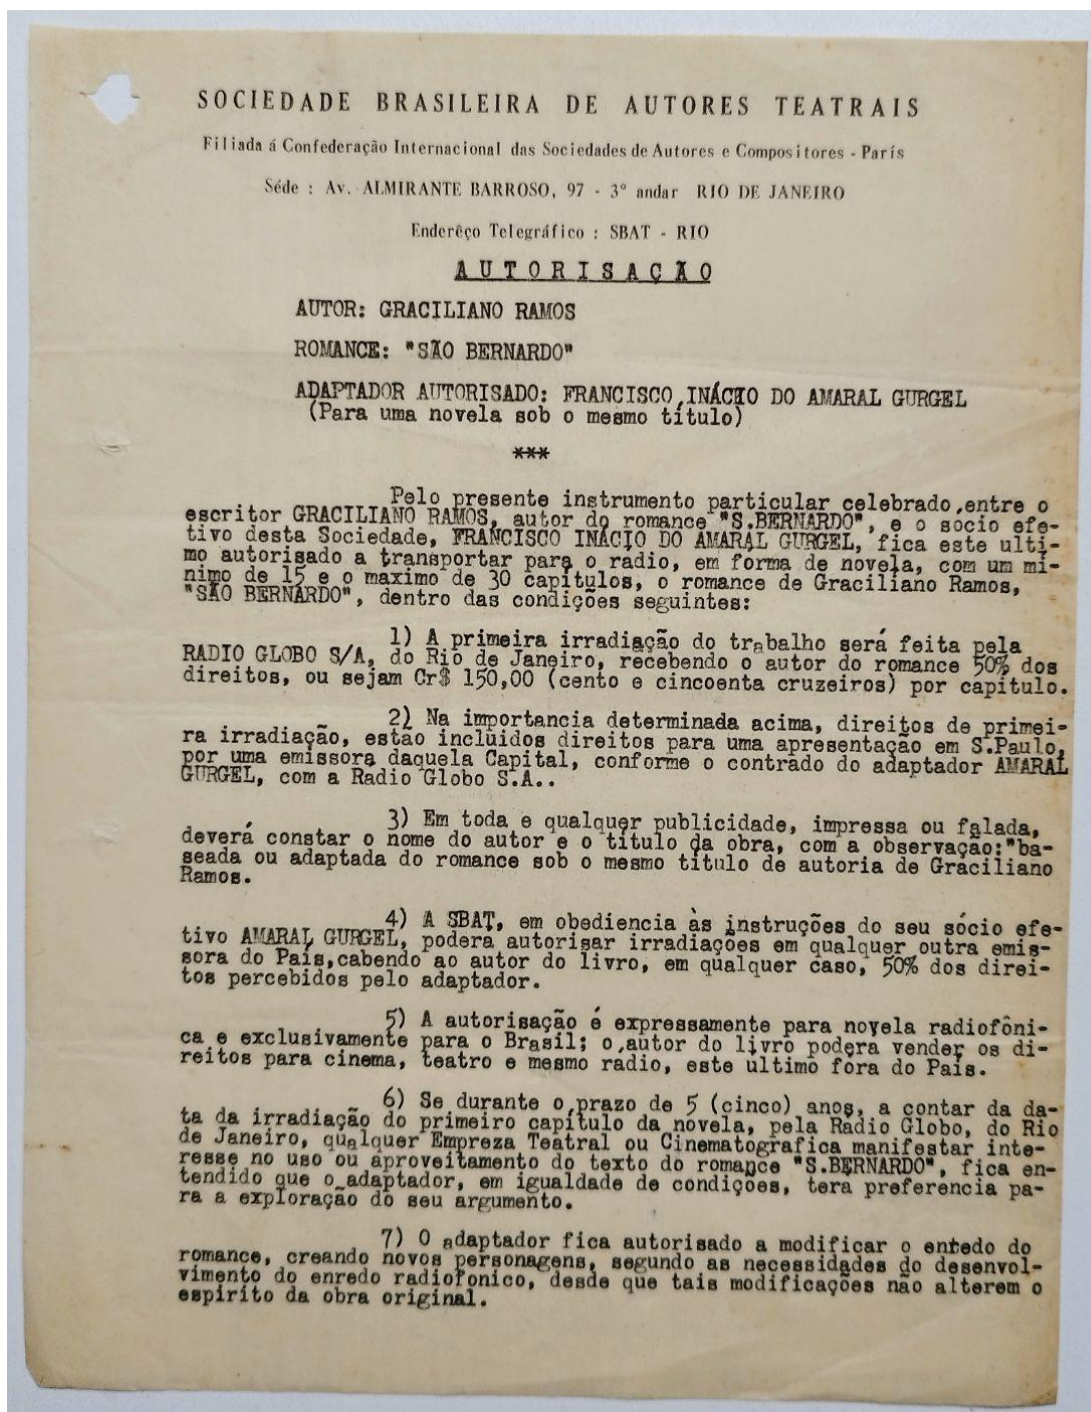 SOCIEDADE BRASILEIRA DE AUTORES TEATRAIS
Filiada á Confederação Internacional das Sociedades de Autores e Compositores - París
Séde : Av. ALMIRANTE BARROSO, 97 - 3º andar RIO DE JANEIRO
Enderêço Telegráfico : SBAT - RIO
AUTORISAÇÃO
AUTOR: GRACILIANO RAMOS
ROMANCE: "SÃO BERNARDO"
ADAPTADOR AUTORISADO: FRANCISCO INÁCIO DO AMARAL GURGEL
(Para uma novela sob o mesmo título)
***
Pelo presente instrumento particular celebrado entre o
escritor GRACILIANO RAMOS, autor do romance "S.BERNARDO", e o socio efe-
tivo desta Sociedade, FRANCISCO INÁCIO DO AMARAL GURGEL, fica este ulti-
mo autorisado a transportar para o radio, em forma de novela, com um mi-
nimo de 15 e o maximo de 30 capítulos, o romance de Graciliano Ramos,
"SÃO BERNARDO", dentro das condições seguintes:
1) A primeira irradiação do trabalho será feita pela
RADIO GLOBO S/A, do Rio de Janeiro, recebendo o autor do romance 50% dos
direitos, ou sejam Cr$ 150,00 (cento e cincoenta cruzeiros) por capítulo.
2) Na importancia determinada acima, direitos de primei-
ra irradiação, estão incluidos direitos para uma apresentação em S.Paulo,
por uma emissora daquela Capital, conforme o contrado do adaptador AMARAL
GURGEL, com a Radio Globo S.A..
3) Em toda e qualquer publicidade, impressa ou falada,
deverá constar o nome do autor e o título da obra, com a observação:"ba-
seada ou adaptada do romance sob o mesmo título de autoria de Graciliano
Ramos.
4) A SBAT, em obediencia às instruções do seu sócio efe-
tivo AMARAL GURGEL, poderá autorisar irradiações em qualquer outra emis-
sora do País,cabendo ao autor do livro, em qualquer caso, 50% dos direi-
tos percebidos pelo adaptador.
5) A autorisação é expressamente para novela radiofôni-
ca e exclusivamente para o Brasil; o autor do livro poderá vender os di-
reitos para cinema, teatro e mesmo radio, este ultimo fora do País.
6) Se durante o prazo de 5 (cinco) anos, a contar da da-
ta da irradiação do primeiro capítulo da novela, pela Radio Globo, do Rio
de Janeiro, qualquer Empreza Teatral ou Cinematografica manifestar inte-
resse no uso ou aproveitamento do texto do romance "S.BERNARDO", fica en-
tendido que o adaptador, em igualdade de condições, terá preferencia pa-
ra a exploração do seu argumento.
7) O adaptador fica autorisado a modificar o entedo do
romance, creando novos personagens, segundo as necessidades do desenvol-
vimento do enredo radiofonico, desde que tais modificações não alterem o
espirito da obra original.